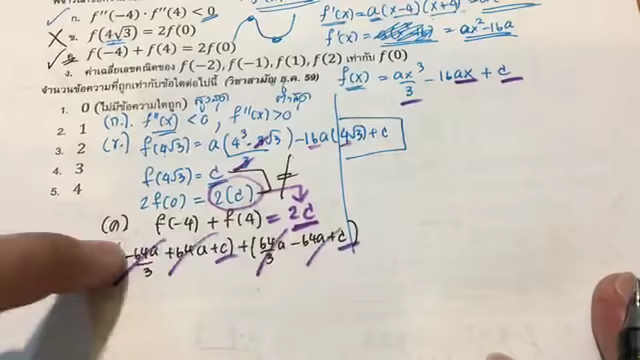 ก. f''(−4) · f''(4) < 0
ข. f(4√3) = 2f(0)
f(−4) + f(4) = 2f(0)
ง. ค่าเฉลี่ยเลขคณิตของ f(−2), f(−1), f(1), f(2) เท่ากับ f(0)
จำนวนข้อความที่ถูกเท่ากับข้อใดต่อไปนี้ (วิชาสามัญ ธ.ค. 59)
1. 0 (ไม่มีข้อความใดถูก)
2. 1
3. 2
4. 3
5. 4
f'(x) = a(x−4)(x+4)
f'(x) = = ax²−16a
f(x) = ax³/3 − 16ax + c
สูงสุด ต่ำสุด
(ก). f''(x) < 0 , f''(x) > 0
(ข). f(4√3) = a(4³· √3) − 16a(4√3) + c
f(4√3) = c
2f(0) = 2(c)
(ค) f(−4) + f(4) = 2c
−64a/3 + 64a + c) + (64a/3 − 64a + c)